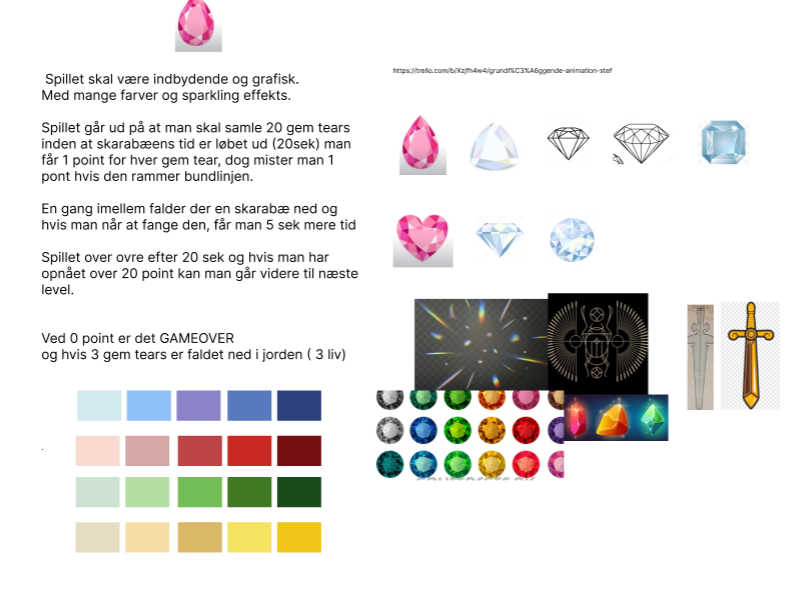 Spillet skal være indbydende og grafisk.
Med mange farver og sparkling effekts.
Spillet går ud på at man skal samle 20 gem tears
inden at skarabæens tid er løbet ud (20sek) man
får 1 point for hver gem tear, dog mister man 1
pont hvis den rammer bundlinjen.
En gang imellem falder der en skarabæ ned og
hvis man når at fange den, får man 5 sek mere tid
Spillet over ovre efter 20 sek og hvis man har
opnået over 20 point kan man går videre til næste
level.
Ved 0 point er det GAMEOVER
og hvis 3 gem tears er faldet ned i jorden ( 3 liv)
https://trello.com/b/Xzjfh4w4/grundl%C3%A6ggende-animation-stef